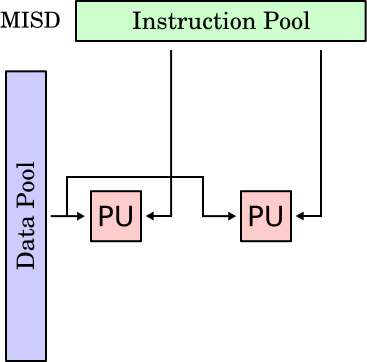 MISD
Instruction Pool
Data Pool
PU
PU